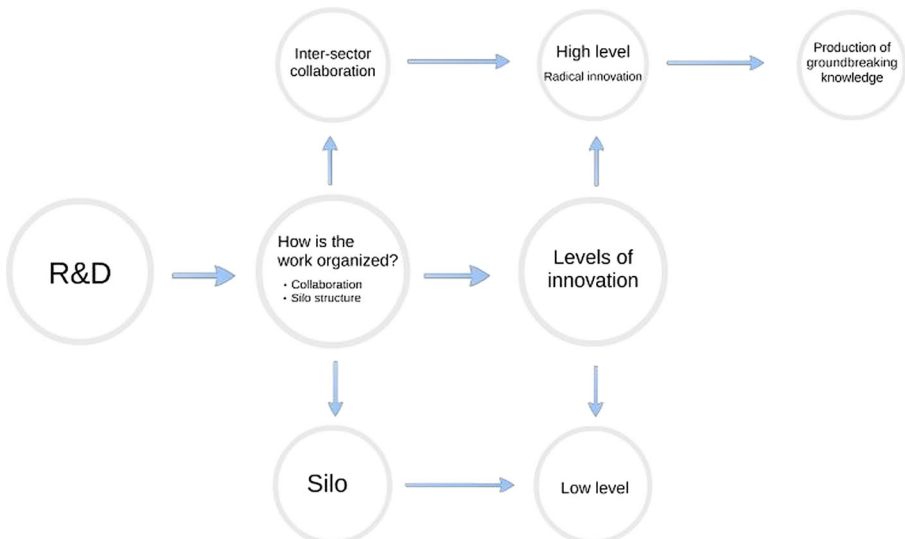 Inter-sector
collaboration
High level
Radical innovation
Production of
groundbreaking
knowledge
R&D
How is the
work organized?
• Collaboration
• Silo structure
Levels of
innovation
Silo
Low level